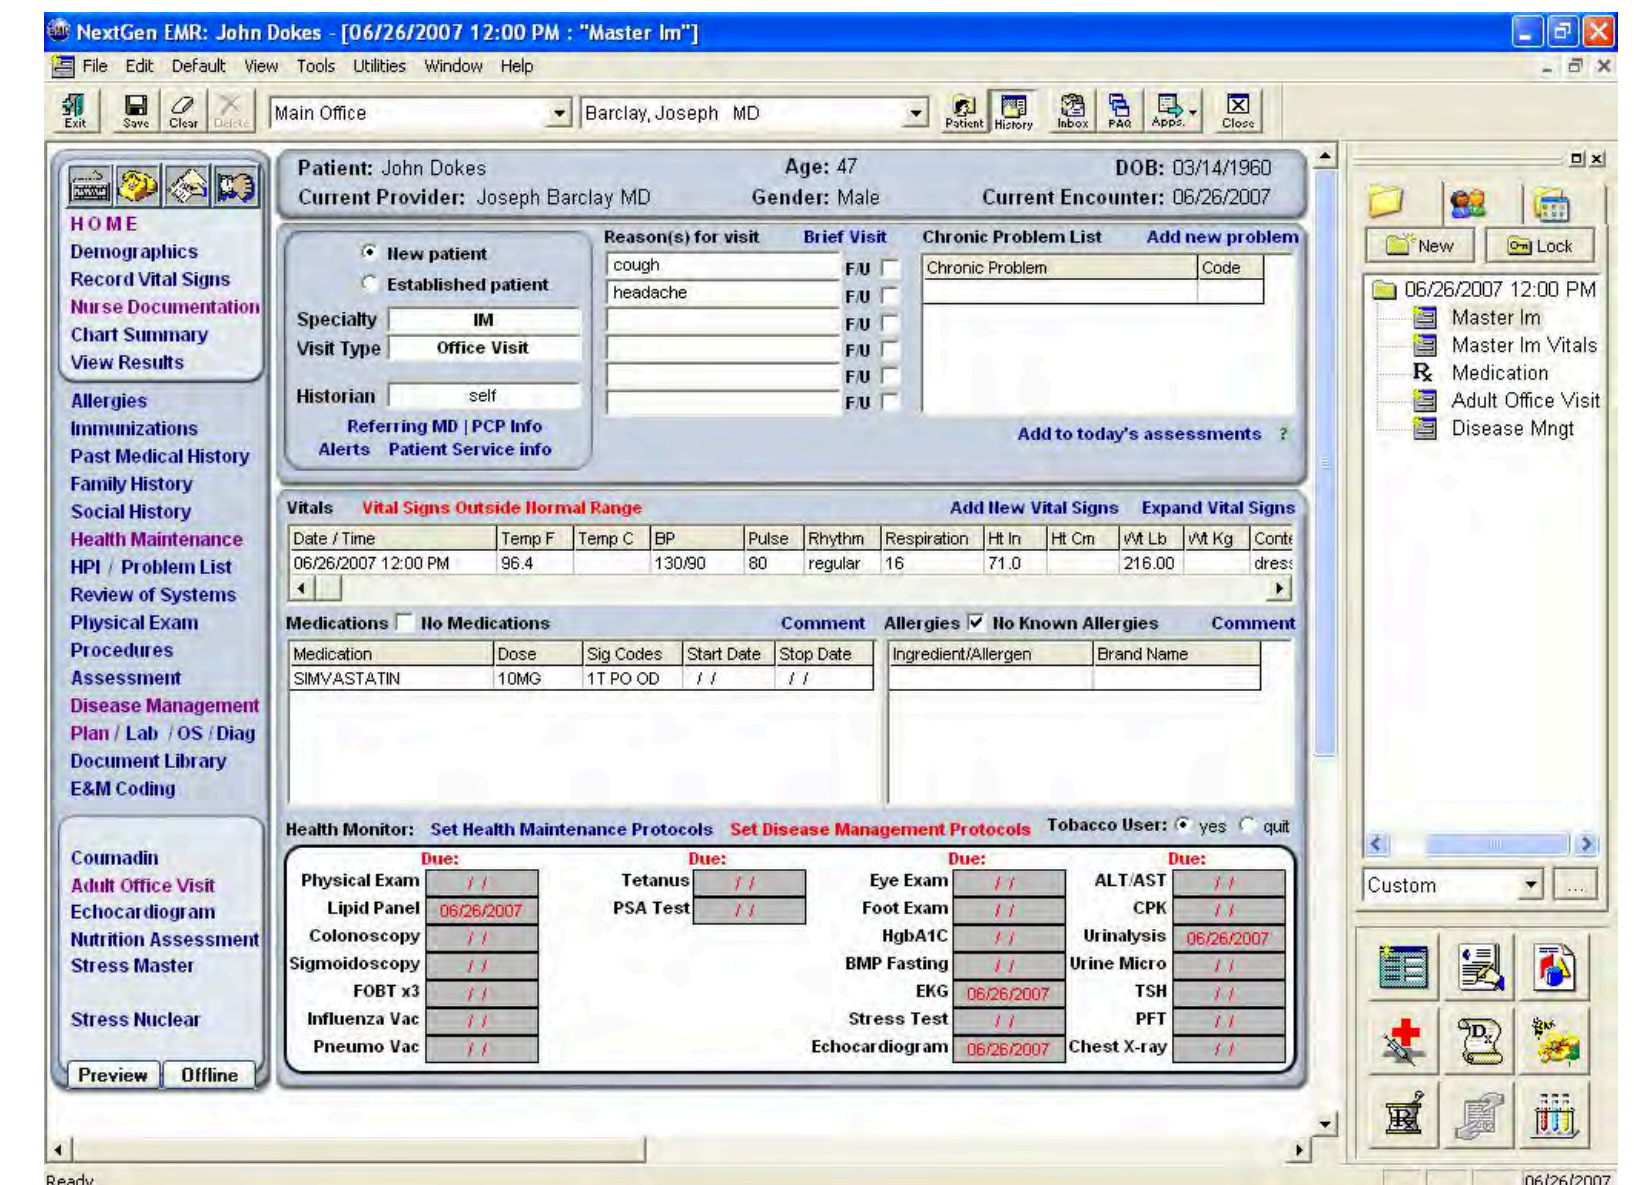 NextGen EMR: John Dokes - [06/26/2007 12:00 PM : "Master Im"]
File Edit Default View Tools Utilities Window Help
Exit Save Clear Delete Main Office Barclay, Joseph MD Patient History Inbox PAQ Apps. Close
Patient: John Dokes Age: 47 DOB: 03/14/1960
Current Provider: Joseph Barclay MD Gender: Male Current Encounter: 06/26/2007
HOME
Demographics
Record Vital Signs
Nurse Documentation
Chart Summary
View Results
Allergies
Immunizations
Past Medical History
Family History
Social History
Health Maintenance
HPI / Problem List
Review of Systems
Physical Exam
Procedures
Assessment
Disease Management
Plan / Lab / OS / Diag
Document Library
E&M Coding
Coumadin
Adult Office Visit
Echocardiogram
Nutrition Assessment
Stress Master
Stress Nuclear
Preview Offline
New patient
Established patient
Specialty IM
Visit Type Office Visit
Historian self
Referring MD | PCP Info
Alerts Patient Service info
Reason(s) for visit Brief Visit
cough F/U
headache F/U
F/U
F/U
F/U
F/U
Chronic Problem List Add new problem
Chronic Problem Code
Add to today's assessments ?
Vitals Vital Signs Outside Normal Range Add New Vital Signs Expand Vital Signs
Date / Time Temp F Temp C BP Pulse Rhythm Respiration Ht In Ht Cm Wt Lb Wt Kg Conte
06/26/2007 12:00 PM 96.4 130/90 80 regular 16 71.0 216.00 dress
Medications No Medications Comment Allergies No Known Allergies Comment
Medication Dose Sig Codes Start Date Stop Date Ingredient/Allergen Brand Name
SIMVASTATIN 10MG 1T PO OD / / / /
Health Monitor: Set Health Maintenance Protocols Set Disease Management Protocols Tobacco User: yes quit
Due: Due: Due: Due:
Physical Exam / / Tetanus / / Eye Exam / / ALT/AST / /
Lipid Panel 06/26/2007 PSA Test / / Foot Exam / / CPK / /
Colonoscopy / / HgbA1C / / Urinalysis 06/26/2007
Sigmoidoscopy / / BMP Fasting / / Urine Micro / /
FOBT x3 / / EKG 06/26/2007 TSH / /
Influenza Vac / / Stress Test / / PFT / /
Pneumo Vac / / Echocardiogram 06/26/2007 Chest X-ray / /
New Lock
06/26/2007 12:00 PM
Master Im
Master Im Vitals
Rx Medication
Adult Office Visit
Disease Mngt
Custom ...
Ready 06/26/2007